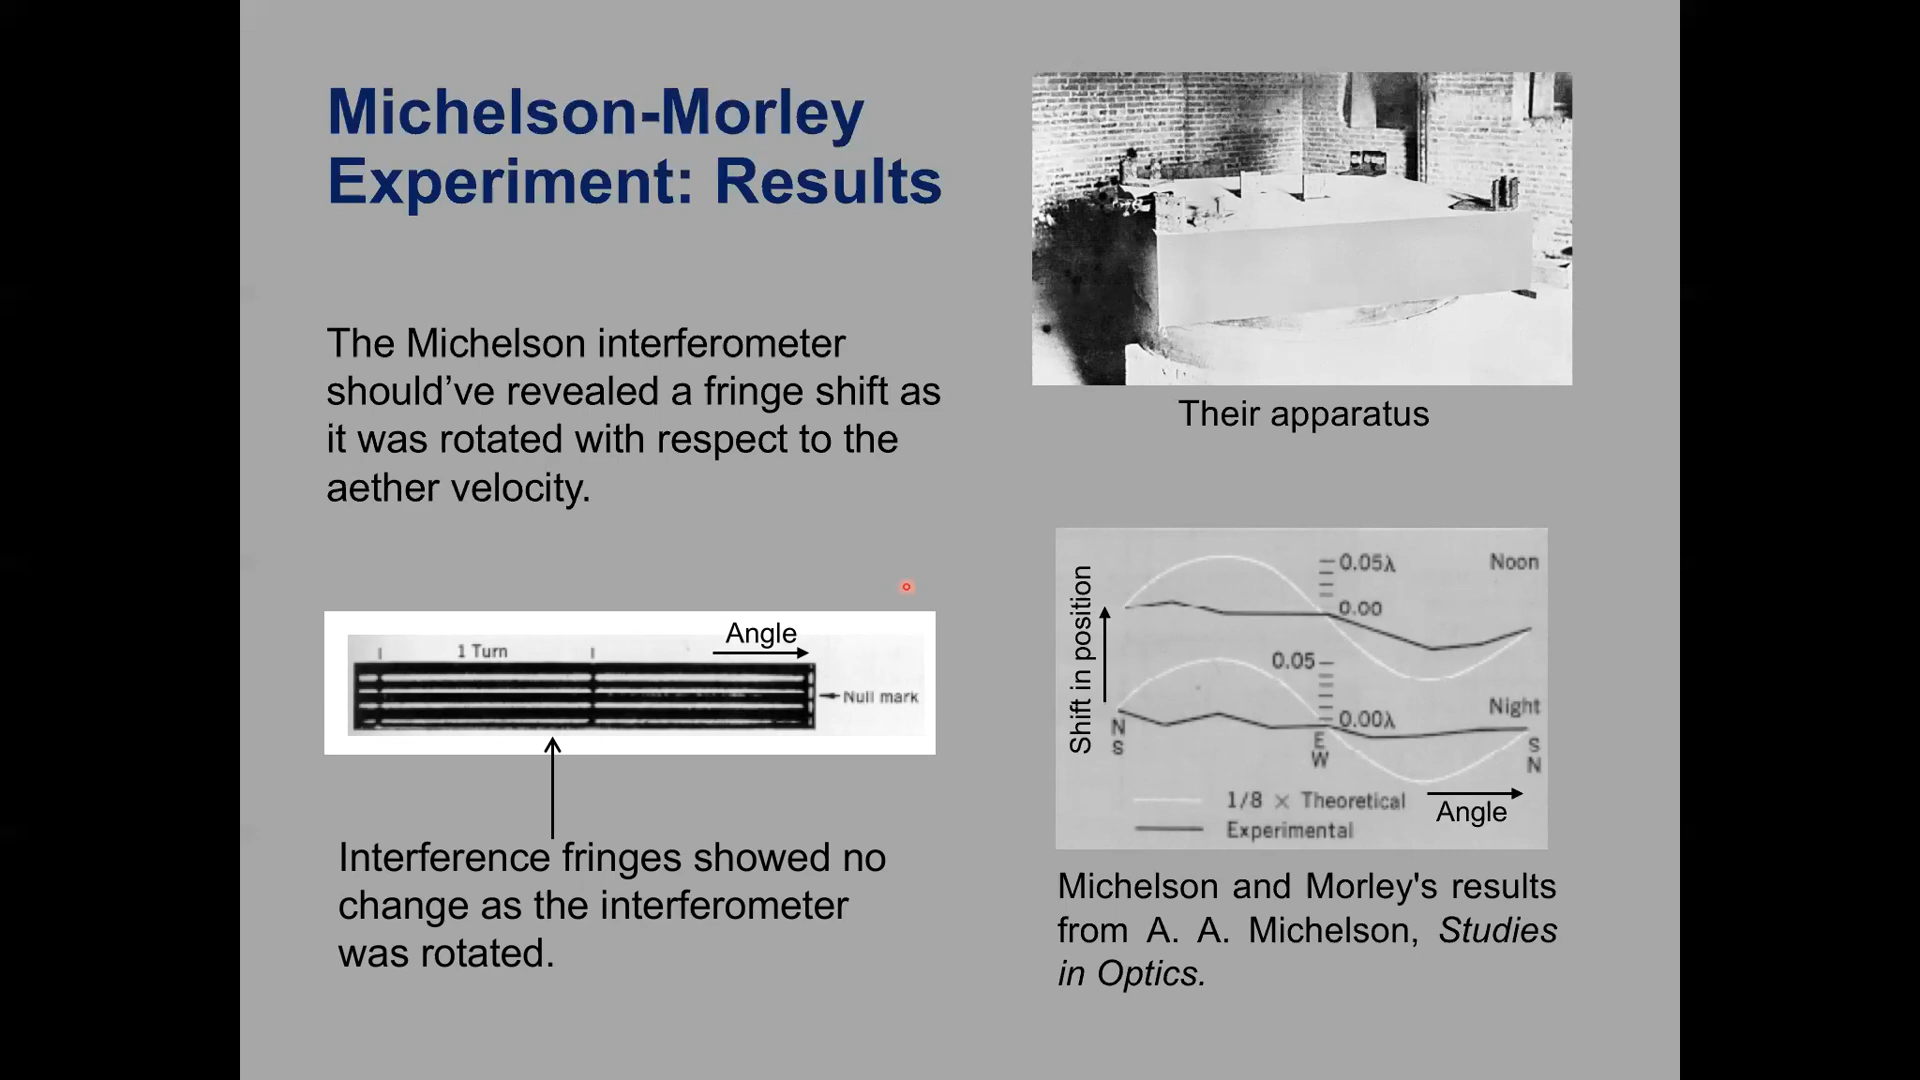 Michelson-Morley
Experiment: Results
The Michelson interferometer
should’ve revealed a fringe shift as
it was rotated with respect to the
aether velocity.
Their apparatus
Angle
1 Turn
Null mark
Interference fringes showed no
change as the interferometer
was rotated.
Shift in position
0.05λ
Noon
0.00
0.05
Night
0.00λ
N
S
E
W
S
N
1/8 × Theoretical
Experimental
Angle
Michelson and Morley's results
from A. A. Michelson, Studies
in Optics.